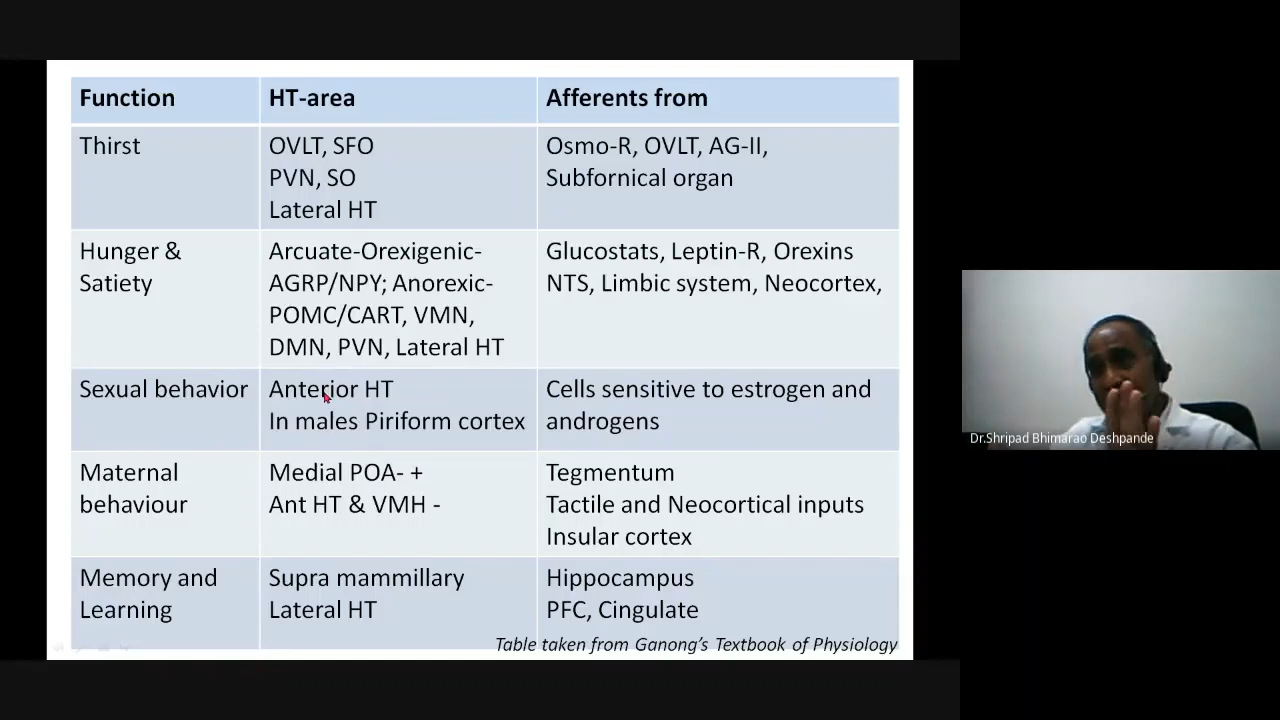 Function HT-area Afferents from
Thirst OVLT, SFO Osmo-R, OVLT, AG-II,
PVN, SO Subfornical organ
Lateral HT
Hunger & Arcuate-Orexigenic- Glucostats, Leptin-R, Orexins
Satiety AGRP/NPY; Anorexic- NTS, Limbic system, Neocortex,
POMC/CART, VMN,
DMN, PVN, Lateral HT
Sexual behavior Anterior HT Cells sensitive to estrogen and
In males Piriform cortex androgens
Maternal Medial POA- + Tegmentum
behaviour Ant HT & VMH - Tactile and Neocortical inputs
Insular cortex
Memory and Supra mammillary Hippocampus
Learning Lateral HT PFC, Cingulate
Table taken from Ganong’s Textbook of Physiology
Dr.Shripad Bhimarao Deshpande